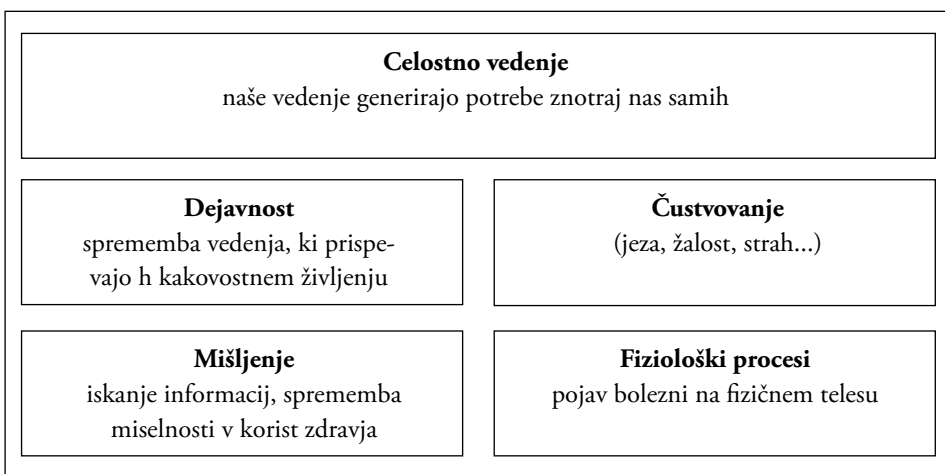 Celostno vedenje
naše vedenje generirajo potrebe znotraj nas samih
Dejavnost
sprememba vedenja, ki prispe-
vajo h kakovostnem življenju
Čustvovanje
(jeza, žalost, strah...)
Mišljenje
iskanje informacij, sprememba
miselnosti v korist zdravja
Fiziološki procesi
pojav bolezni na fizičnem telesu